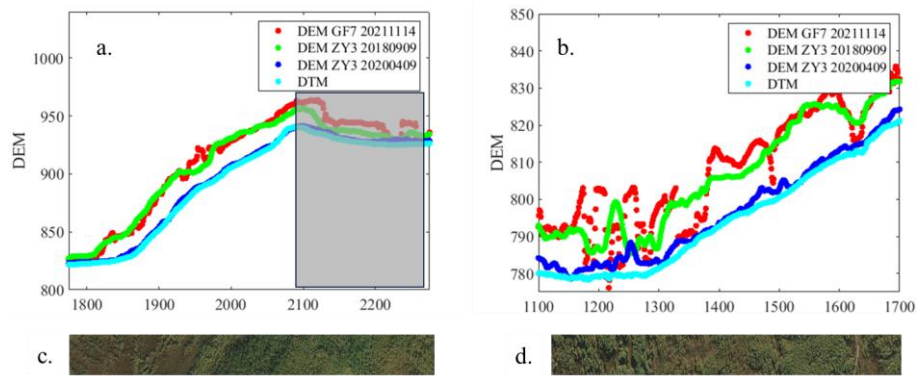 a.
DEM GF7 20211114
DEM ZY3 20180909
DEM ZY3 20200409
DTM
1000
950
900
850
800
DEM
1800 1900 2000 2100 2200
b.
DEM GF7 20211114
DEM ZY3 20180909
DEM ZY3 20200409
DTM
850
840
830
820
810
800
790
780
DEM
1100 1200 1300 1400 1500 1600 1700
c.
d.